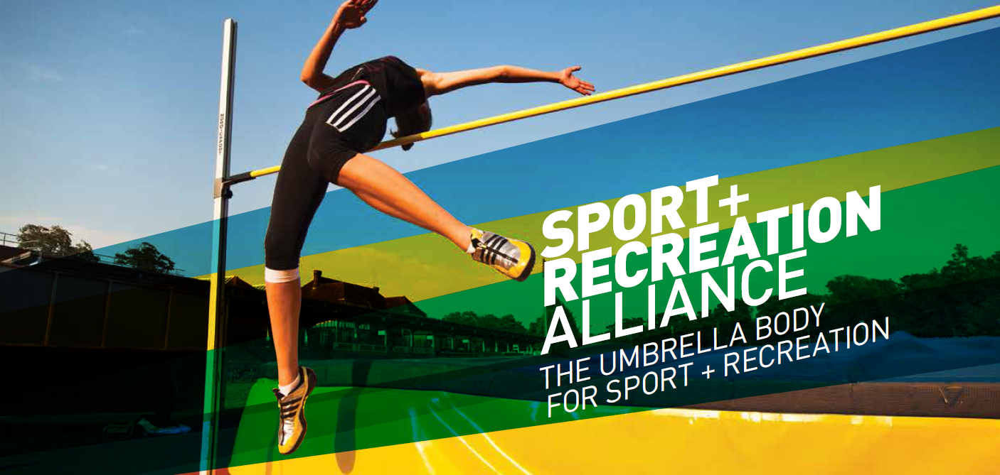 SPORT+
RECREATION
ALLIANCE
THE UMBRELLA BODY
FOR SPORT + RECREATION